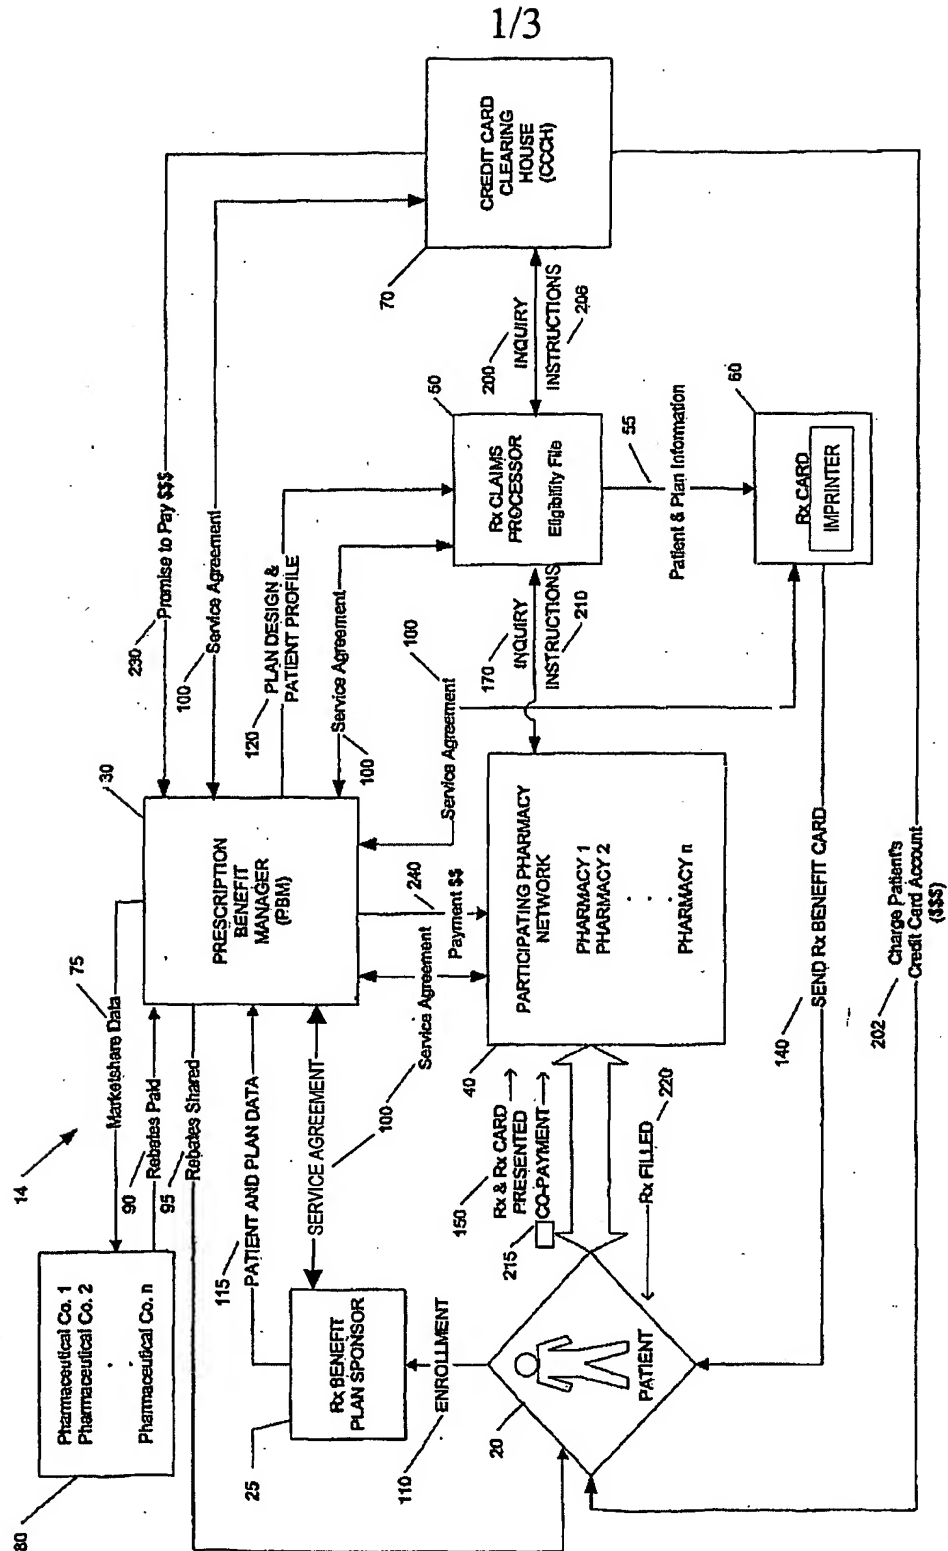 1/3
14
80
Pharmaceutical Co. 1
Pharmaceutical Co. 2
Pharmaceutical Co. n
Marketshare Data
75
90
Rebates Paid
95
Rebates Shared
30
PRESCRIPTION
BENEFIT
MANAGER
(PBM)
230
Promise to Pay $$$
100
Service Agreement
120
PLAN DESIGN &
PATIENT PROFILE
Service Agreement
100
Service Agreement
100
70
CREDIT CARD
CLEARING
HOUSE
(CCCH)
115
PATIENT AND PLAN DATA
SERVICE AGREEMENT
100
Service Agreement
Payment $$
240
25
Rx BENEFIT
PLAN SPONSOR
ENROLLMENT
110
40
PARTICIPATING PHARMACY
NETWORK
PHARMACY 1
PHARMACY 2
PHARMACY n
170
INQUIRY
INSTRUCTIONS
210
50
Rx CLAIMS
PROCESSOR
Eligibility File
200
INQUIRY
INSTRUCTIONS
206
55
Patient & Plan Information
60
Rx CARD
IMPRINTER
150
Rx & Rx CARD
PRESENTED
215
CO-PAYMENT
Rx FILLED
220
20
PATIENT
140
SEND Rx BENEFIT CARD
202
Charge Patient's
Credit Card Account
($$$)